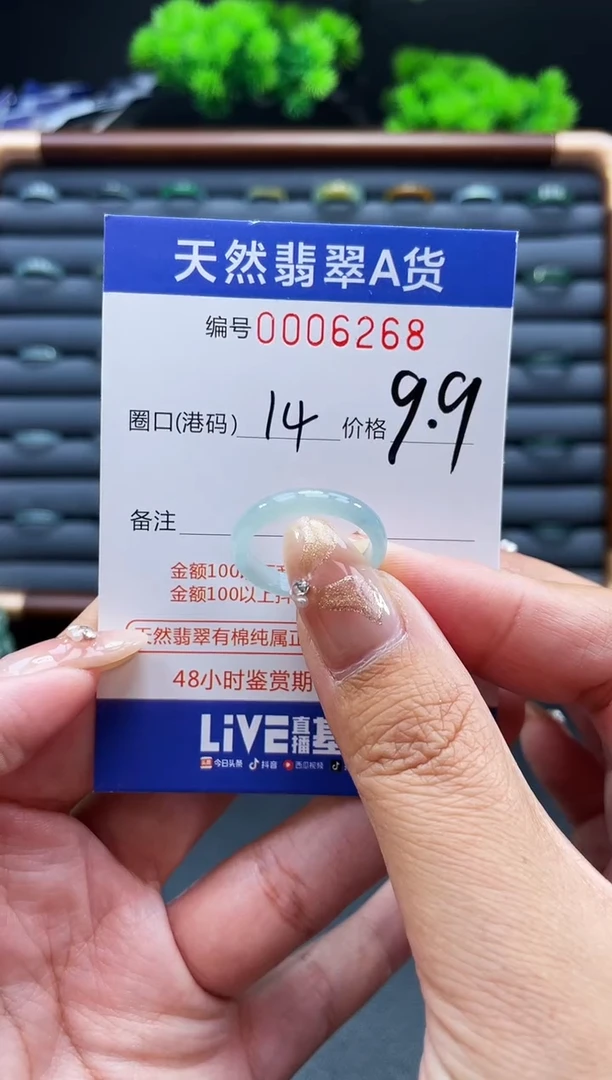 天然翡翠A货
编号0006268
圈口(港码) 14 价格 9.9
备注
金额100
金额100以上
天然翡翠有棉纯属正
48小时鉴赏期
LiVE直播基
今日头条 抖音 西瓜视频